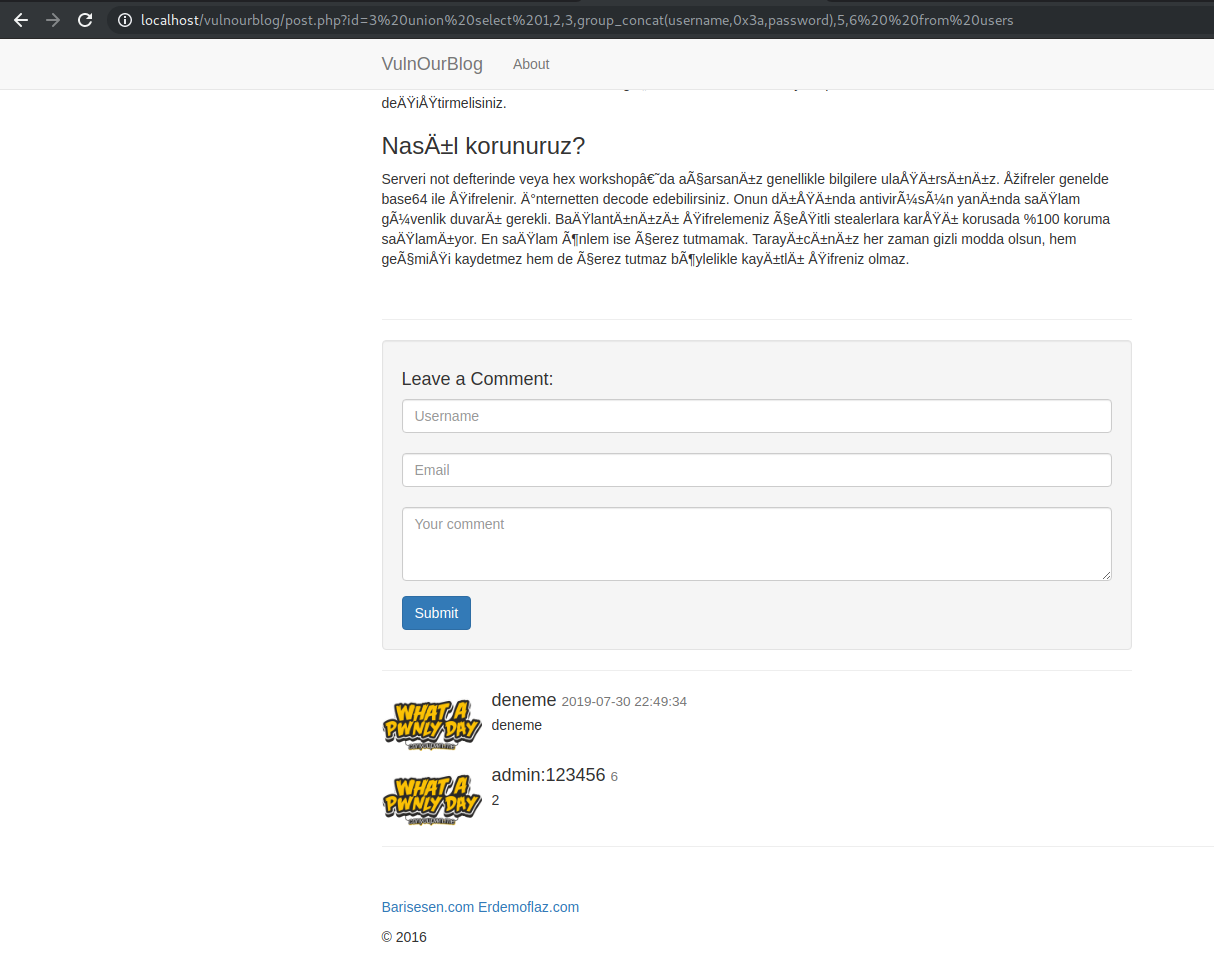 localhost/vulnourblog/post.php?id=3%20union%20select%201,2,3,group_concat(username,0x3a,password),5,6%20%20from%20users
VulnOurBlog About
deÄŸiÅŸtirmelisiniz.
NasÄ±l korunuruz?
Serveri not defterinde veya hex workshopâ€˜da aÃ§arsanÄ±z genellikle bilgilere ulaÅŸÄ±rsÄ±nÄ±z. Åžifreler genelde
base64 ile ÅŸifrelenir. Ä°nternetten decode edebilirsiniz. Onun dÄ±ÅŸÄ±nda antivirÃ¼sÃ¼n yanÄ±nda saÄŸlam
gÃ¼venlik duvarÄ± gerekli. BaÄŸlantÄ±nÄ±zÄ± ÅŸifrelemeniz Ã§eÅŸitli stealerlara karÅŸÄ± korusada %100 koruma
saÄŸlamÄ±yor. En saÄŸlam Ã¶nlem ise Ã§erez tutmamak. TarayÄ±cÄ±nÄ±z her zaman gizli modda olsun, hem
geÃ§miÅŸi kaydetmez hem de Ã§erez tutmaz bÃ¶ylelikle kayÄ±tlÄ± ÅŸifreniz olmaz.
Leave a Comment:
Username
Email
Your comment
Submit
WHAT A
PWNLY DAY
deneme 2019-07-30 22:49:34
deneme
WHAT A
PWNLY DAY
admin:123456 6
2
Barisesen.com Erdemoflaz.com
© 2016